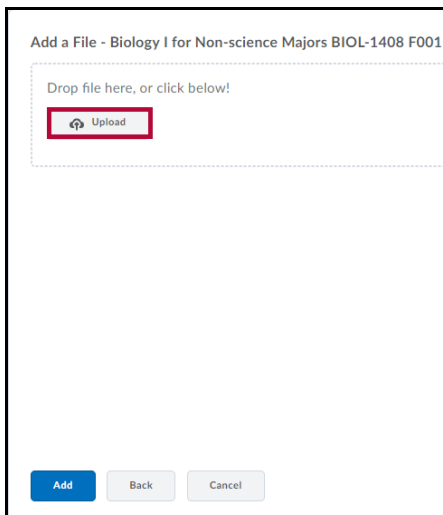 Add a File - Biology I for Non-science Majors BIOL-1408 F001
Drop file here, or click below!
Upload
Add Back Cancel